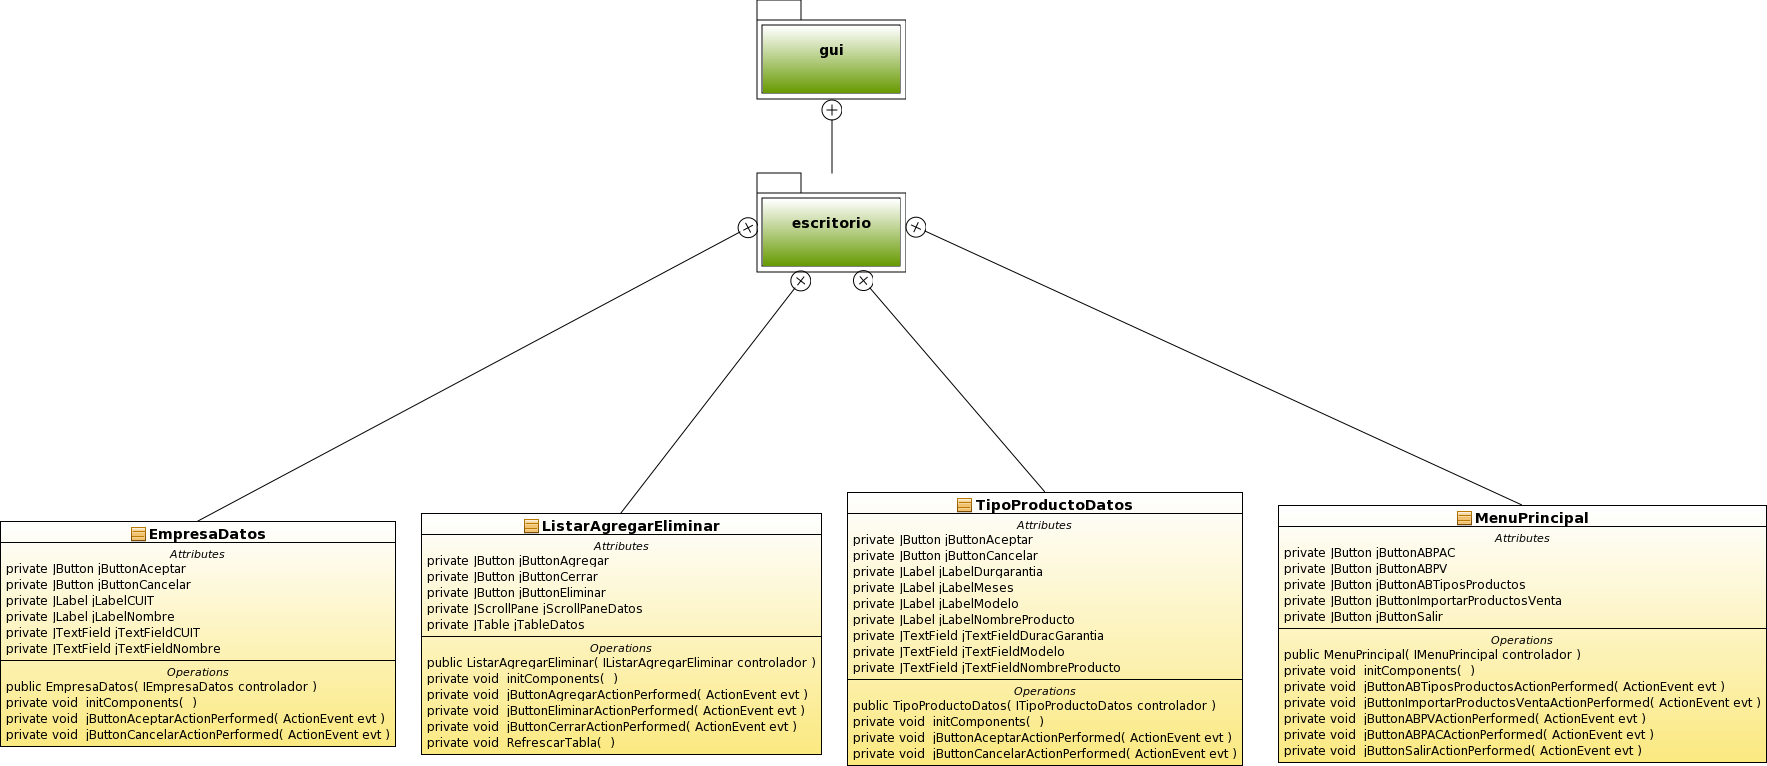 gui
escritorio
EmpresaDatos
Attributes
private JButton jButtonAceptar
private JButton jButtonCancelar
private JLabel jLabelCUIT
private JLabel jLabelNombre
private JTextField jTextFieldCUIT
private JTextField jTextFieldNombre
Operations
public EmpresaDatos( IEmpresaDatos controlador )
private void initComponents( )
private void jButtonAceptarActionPerformed( ActionEvent evt )
private void jButtonCancelarActionPerformed( ActionEvent evt )
ListarAgregarEliminar
Attributes
private JButton jButtonAgregar
private JButton jButtonCerrar
private JButton jButtonEliminar
private JScrollPane jScrollPaneDatos
private JTable jTableDatos
Operations
public ListarAgregarEliminar( IListarAgregarEliminar controlador )
private void initComponents( )
private void jButtonAgregarActionPerformed( ActionEvent evt )
private void jButtonEliminarActionPerformed( ActionEvent evt )
private void jButtonCerrarActionPerformed( ActionEvent evt )
private void RefrescarTabla( )
TipoProductoDatos
Attributes
private JButton jButtonAceptar
private JButton jButtonCancelar
private JLabel jLabelDurgarantia
private JLabel jLabelMeses
private JLabel jLabelModelo
private JLabel jLabelNombreProducto
private JTextField jTextFieldDuracGarantia
private JTextField jTextFieldModelo
private JTextField jTextFieldNombreProducto
Operations
public TipoProductoDatos( ITipoProductoDatos controlador )
private void initComponents( )
private void jButtonAceptarActionPerformed( ActionEvent evt )
private void jButtonCancelarActionPerformed( ActionEvent evt )
MenuPrincipal
Attributes
private JButton jButtonABPAC
private JButton jButtonABPV
private JButton jButtonABTiposProductos
private JButton jButtonImportarProductosVenta
private JButton jButtonSalir
Operations
public MenuPrincipal( IMenuPrincipal controlador )
private void initComponents( )
private void jButtonABTiposProductosActionPerformed( ActionEvent evt )
private void jButtonImportarProductosVentaActionPerformed( ActionEvent evt )
private void jButtonABPVActionPerformed( ActionEvent evt )
private void jButtonABPACActionPerformed( ActionEvent evt )
private void jButtonSalirActionPerformed( ActionEvent evt )